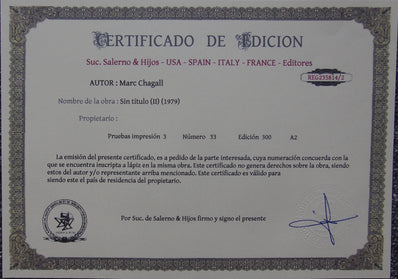 CERTIFICADO DE EDICION
Suc. Salerno & Hijos - USA - SPAIN - ITALY - FRANCE - Editores
REG235814/2
AUTOR : Marc Chagall
Nombre de la obra : Sin título (II) (1979)
Propietario :
Pruebas impresión 3 Número 33 Edición 300 A2
La emisión del presente certificado, es a pedido de la parte interesada, cuya numeración concuerda con la
que se encuentra inscripta a lápiz en la misma obra. Este certificado no genera derechos sobre la obra, siendo
estos del autor y/o representante arriba mencionado. Este certificado es válido para
siendo este el país de residencia del propietario.
Por Suc. de Salerno & Hijos firmo y signo el presente